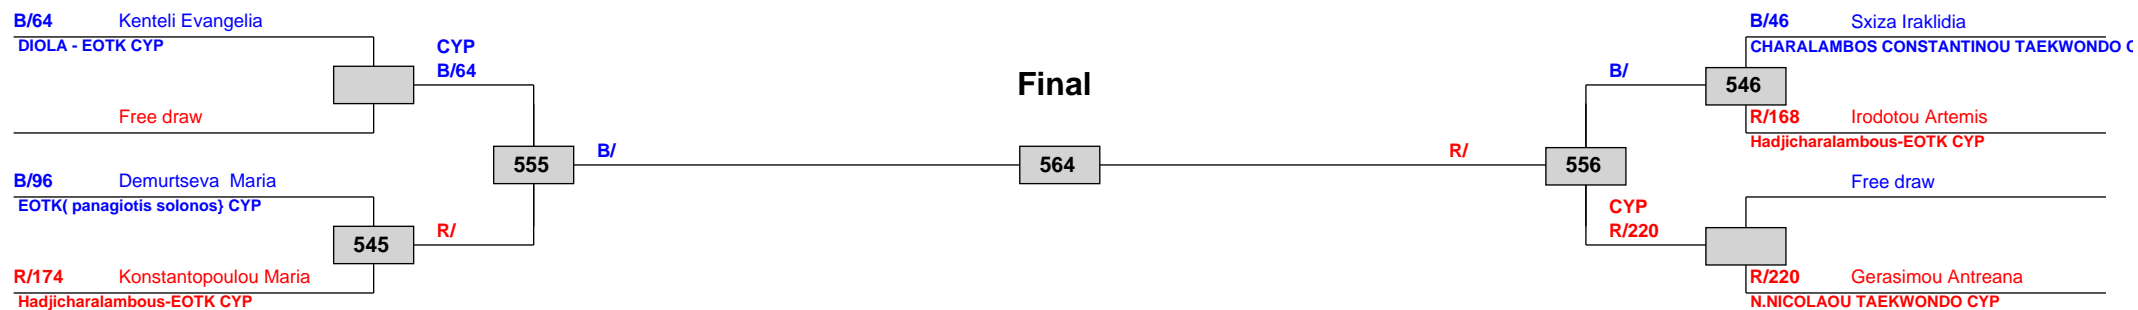 B/64 Kenteli Evangelia
DIOLA - EOTK CYP
CYP
B/64
Free draw
555
B/
B/96 Demurtseva Maria
EOTK( panagiotis solonos} CYP
545
R/
R/174 Konstantopoulou Maria
Hadjicharalambous-EOTK CYP
Final
564
B/46 Sxiza Iraklidia
CHARALAMBOS CONSTANTINOU TAEKWONDO C
B/
546
R/168 Irodotou Artemis
Hadjicharalambous-EOTK CYP
R/
556
Free draw
CYP
R/220
R/220 Gerasimou Antreana
N.NICOLAOU TAEKWONDO CYP